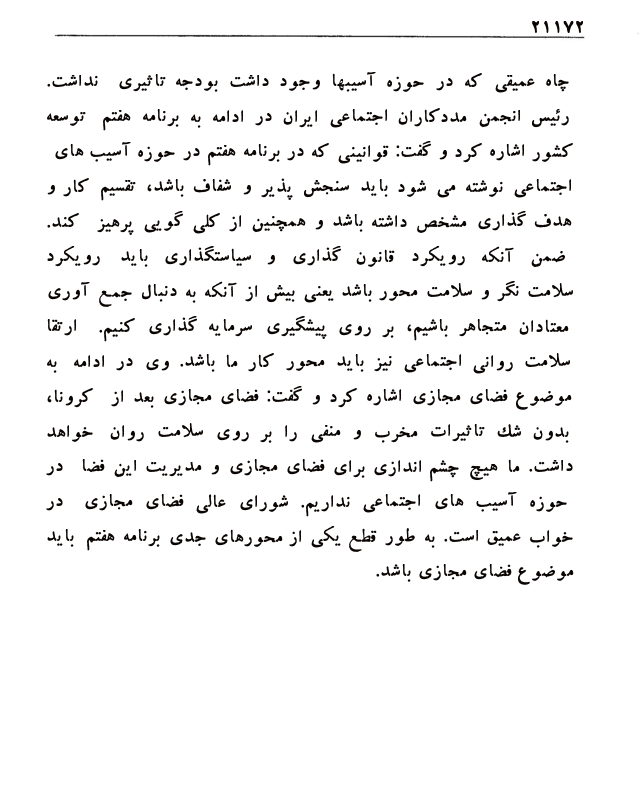 ۲۱۱۷۲
چاه عمیقی که در حوزه آسیبها وجود داشت بودجه تاثیری نداشت.
رئیس انجمن مددکاران اجتماعی ایران در ادامه به برنامه هفتم توسعه
کشور اشاره کرد و گفت: قوانینی که در برنامه هفتم در حوزه آسیب های
اجتماعی نوشته می شود باید سنجش پذیر و شفاف باشد، تقسیم کار و
هدف گذاری مشخص داشته باشد و همچنین از کلی گویی پرهیز کند.
ضمن آنکه رویکرد قانون گذاری و سیاستگذاری باید رویکرد
سلامت نگر و سلامت محور باشد یعنی بیش از آنکه به دنبال جمع آوری
معتادان متجاهر باشیم، بر روی پیشگیری سرمایه گذاری کنیم. ارتقا
سلامت روانی اجتماعی نیز باید محور کار ما باشد. وی در ادامه به
موضوع فضای مجازی اشاره کرد و گفت: فضای مجازی بعد از کرونا،
بدون شك تاثیرات مخرب و منفی را بر روی سلامت روان خواهد
داشت. ما هیچ چشم اندازی برای فضای مجازی و مدیریت این فضا در
حوزه آسیب های اجتماعی نداریم. شورای عالی فضای مجازی در
خواب عمیق است. به طور قطع یکی از محورهای جدی برنامه هفتم باید
موضوع فضای مجازی باشد.